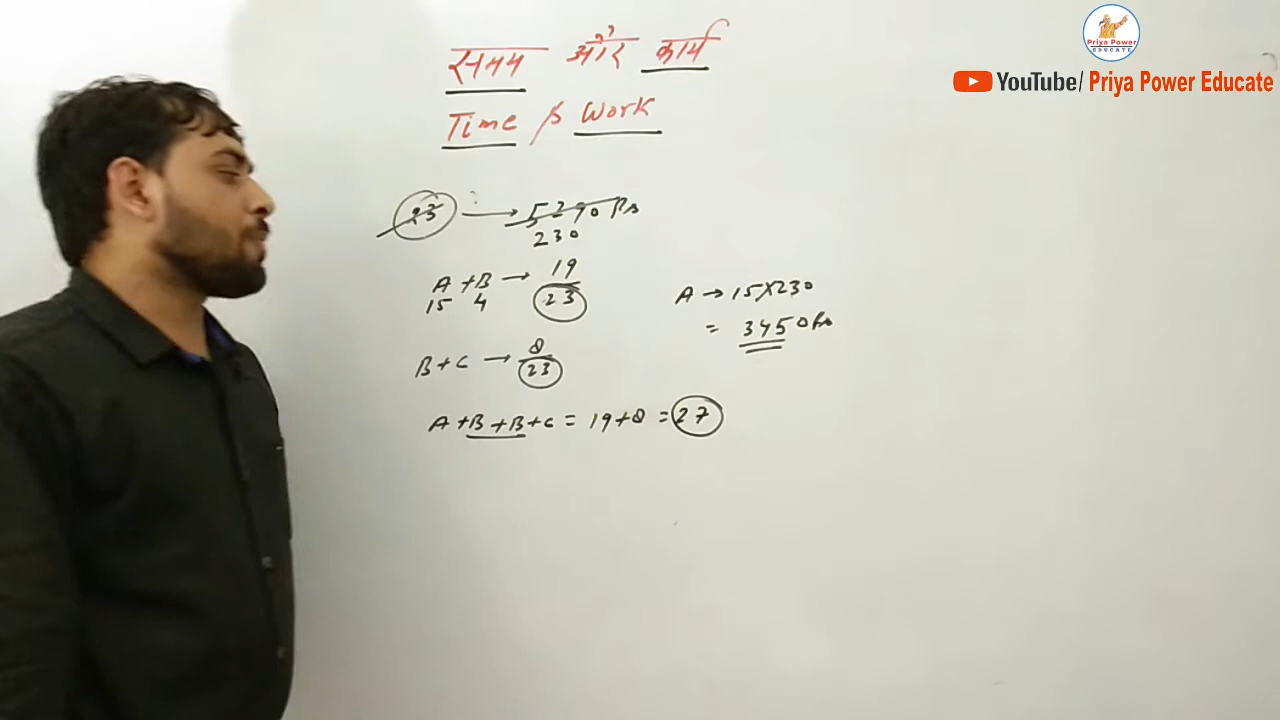 Priya Power
EDUCATE
YouTube/ Priya Power Educate
समय और कार्य
Time & Work
23 → 5290 Rs
230
A + B → 19/23
15 4
B + C → 8/23
A + B + B + C = 19 + 8 = 27
A → 15 × 230
= 3450 Rs